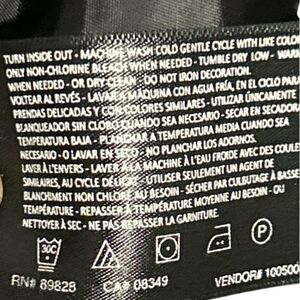 TURN INSIDE OUT - MACHINE WASH COLD GENTLE CYCLE WITH LIKE COLOR
ONLY NON-CHLORINE BLEACH WHEN NEEDED - TUMBLE DRY LOW - WARM
WHEN NEEDED - OR DRY CLEAN - DO NOT IRON DECORATION.
VOLTEAR AL REVÉS - LAVAR A MÁQUINA CON AGUA FRÍA, EN EL CICLO PARA
PRENDAS DELICADAS Y CON COLORES SIMILARES - UTILIZAR ÚNICAMENTE
BLANQUEADOR SIN CLORO CUANDO SEA NECESARIO - SECAR EN SECADORA
TEMPERATURA BAJA - PLANCHAR A TEMPERATURA MEDIA CUANDO SEA
NECESARIO - O LAVAR EN SECO - NO PLANCHAR LOS ADORNOS.
LAVER À L'ENVERS - LAVER À LA MACHINE À L'EAU FROIDE AVEC DES COULEURS
SIMILAIRES, AU CYCLE DÉLICAT - UTILISER SEULEMENT UN AGENT DE
BLANCHIMENT NON CHLORÉ AU BESOIN - SÉCHER PAR CULBUTAGE À BASSE
TEMPÉRATURE - REPASSER À TEMPÉRATURE MOYENNE AU BESOIN - OU
NETTOYER À SEC - NE PAS REPASSER LA GARNITURE.
30C P
RN# 89828 CA# 08349 VENDOR# 100500